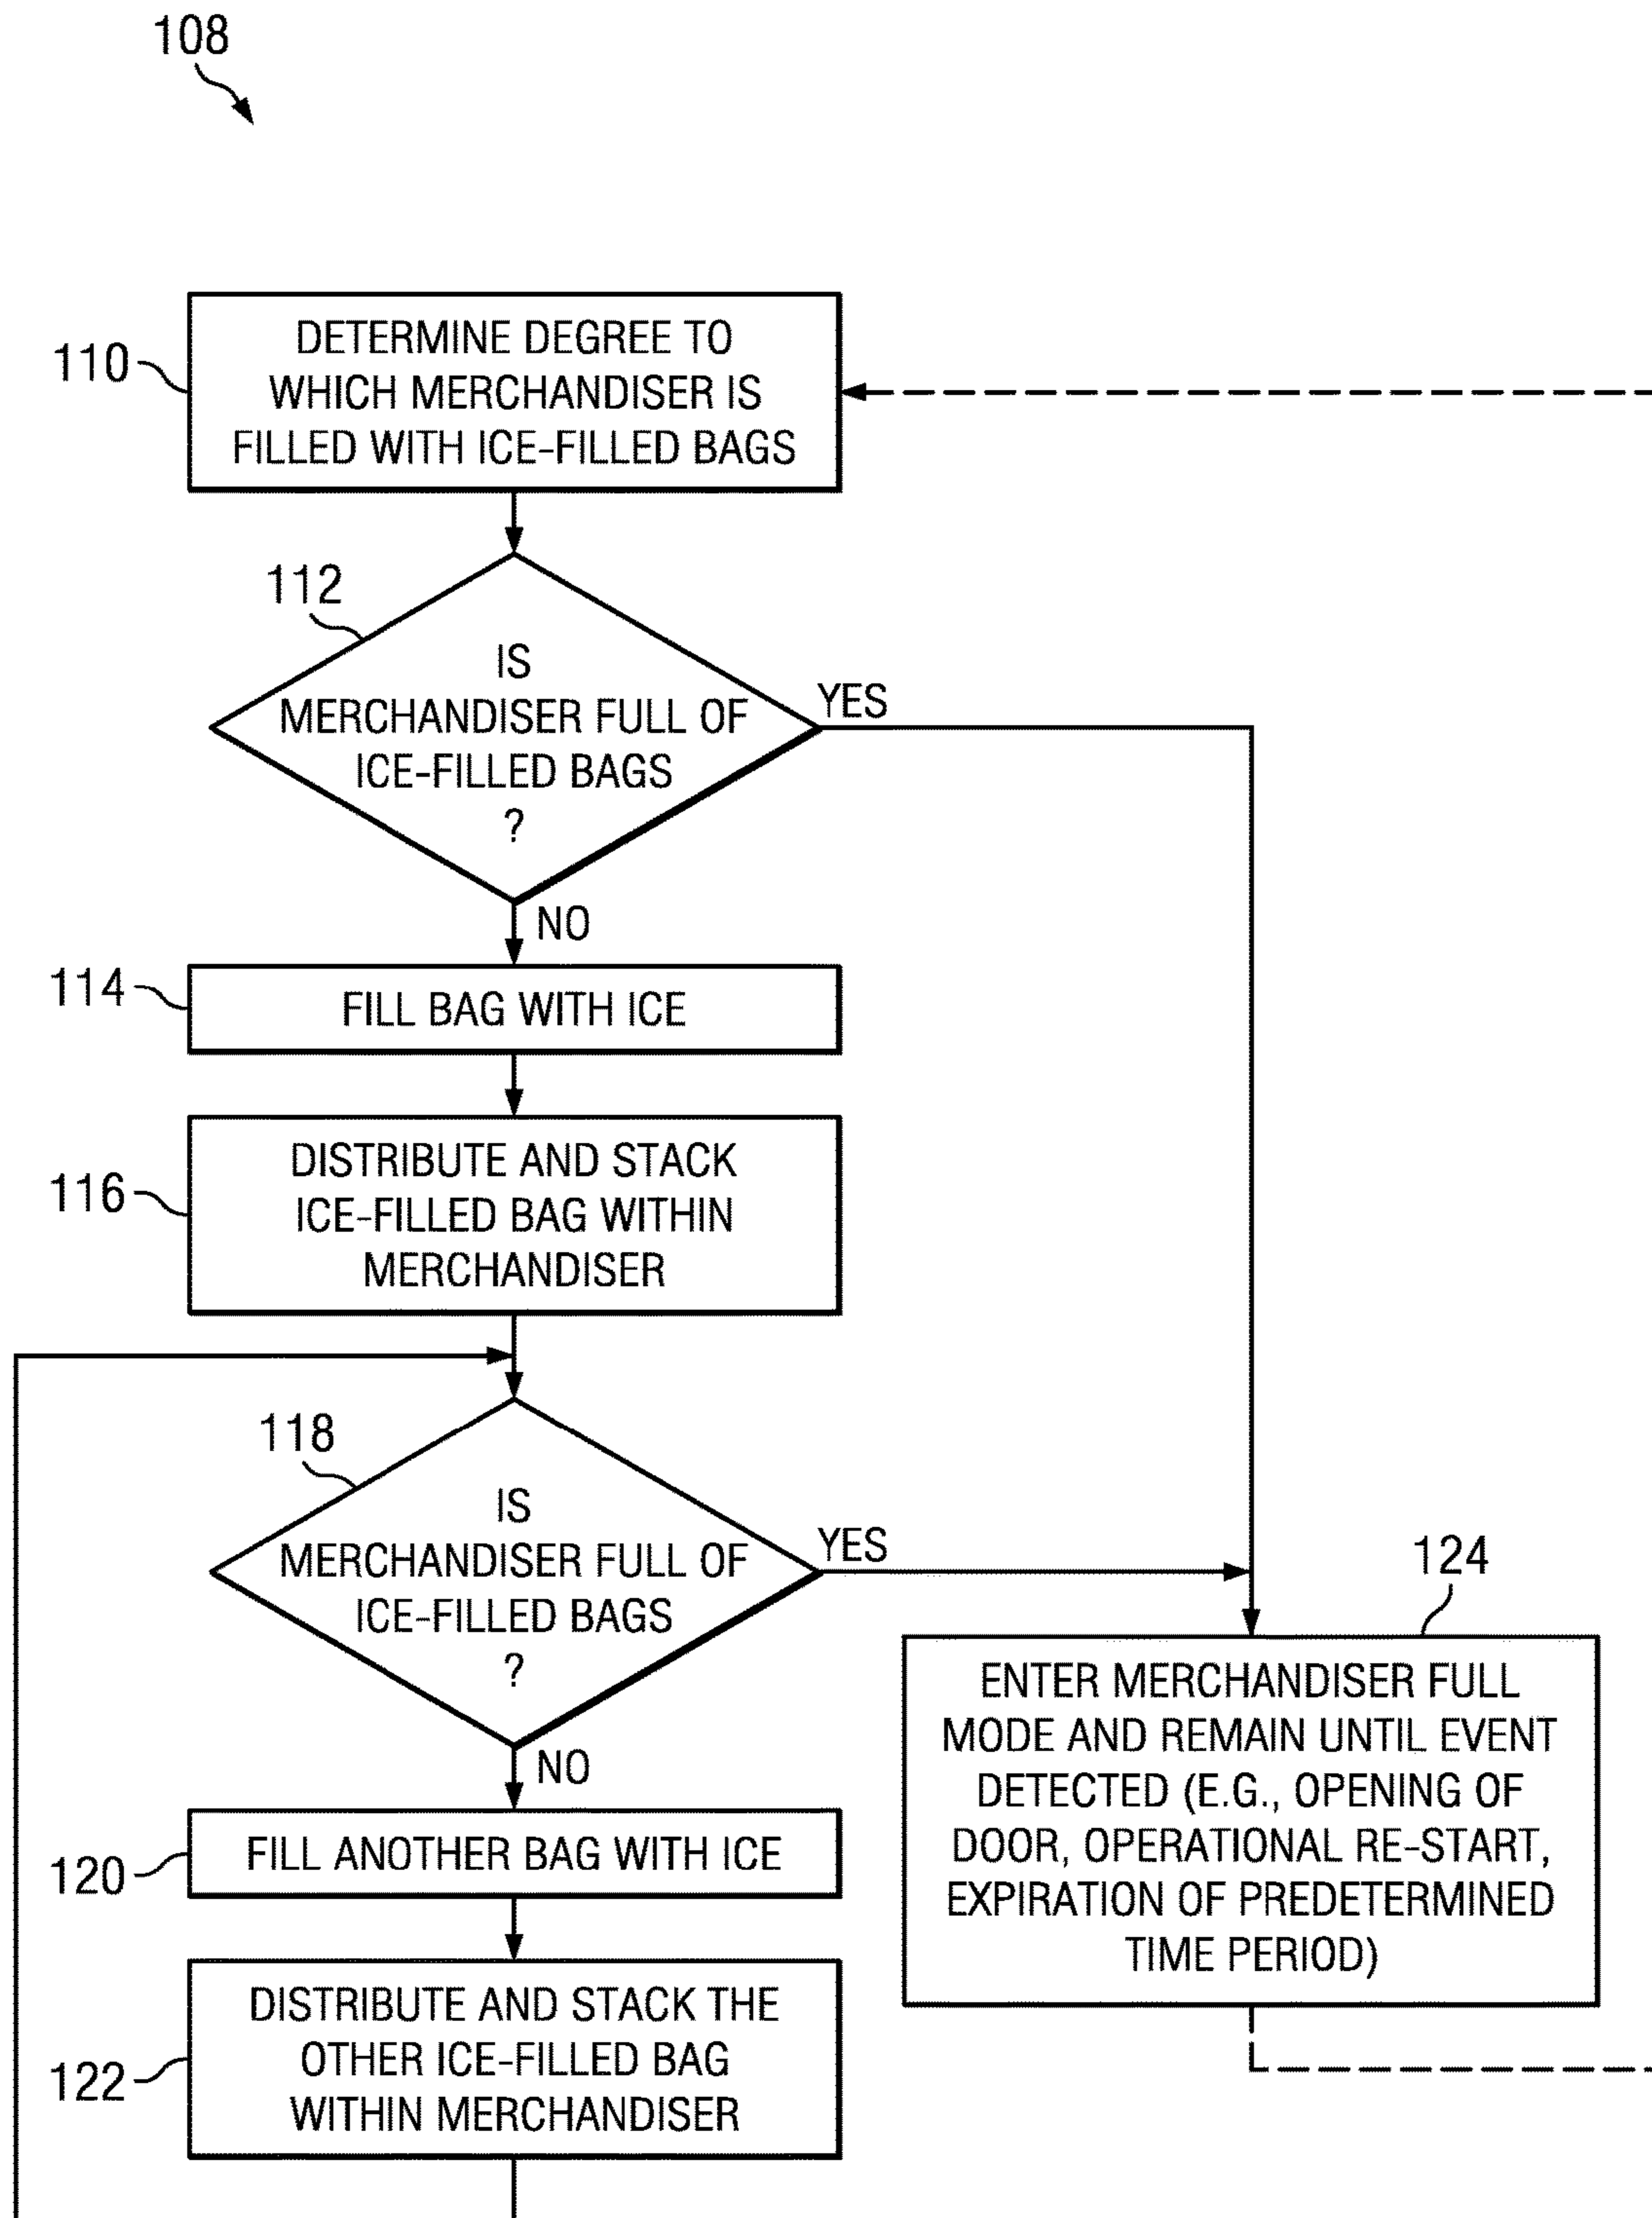 108
110
DETERMINE DEGREE TO
WHICH MERCHANDISER IS
FILLED WITH ICE-FILLED BAGS
112
IS
MERCHANDISER FULL OF
ICE-FILLED BAGS
?
YES
NO
114
FILL BAG WITH ICE
116
DISTRIBUTE AND STACK
ICE-FILLED BAG WITHIN
MERCHANDISER
118
IS
MERCHANDISER FULL OF
ICE-FILLED BAGS
?
YES
NO
120
FILL ANOTHER BAG WITH ICE
122
DISTRIBUTE AND STACK THE
OTHER ICE-FILLED BAG
WITHIN MERCHANDISER
124
ENTER MERCHANDISER FULL
MODE AND REMAIN UNTIL EVENT
DETECTED (E.G., OPENING OF
DOOR, OPERATIONAL RE-START,
EXPIRATION OF PREDETERMINED
TIME PERIOD)